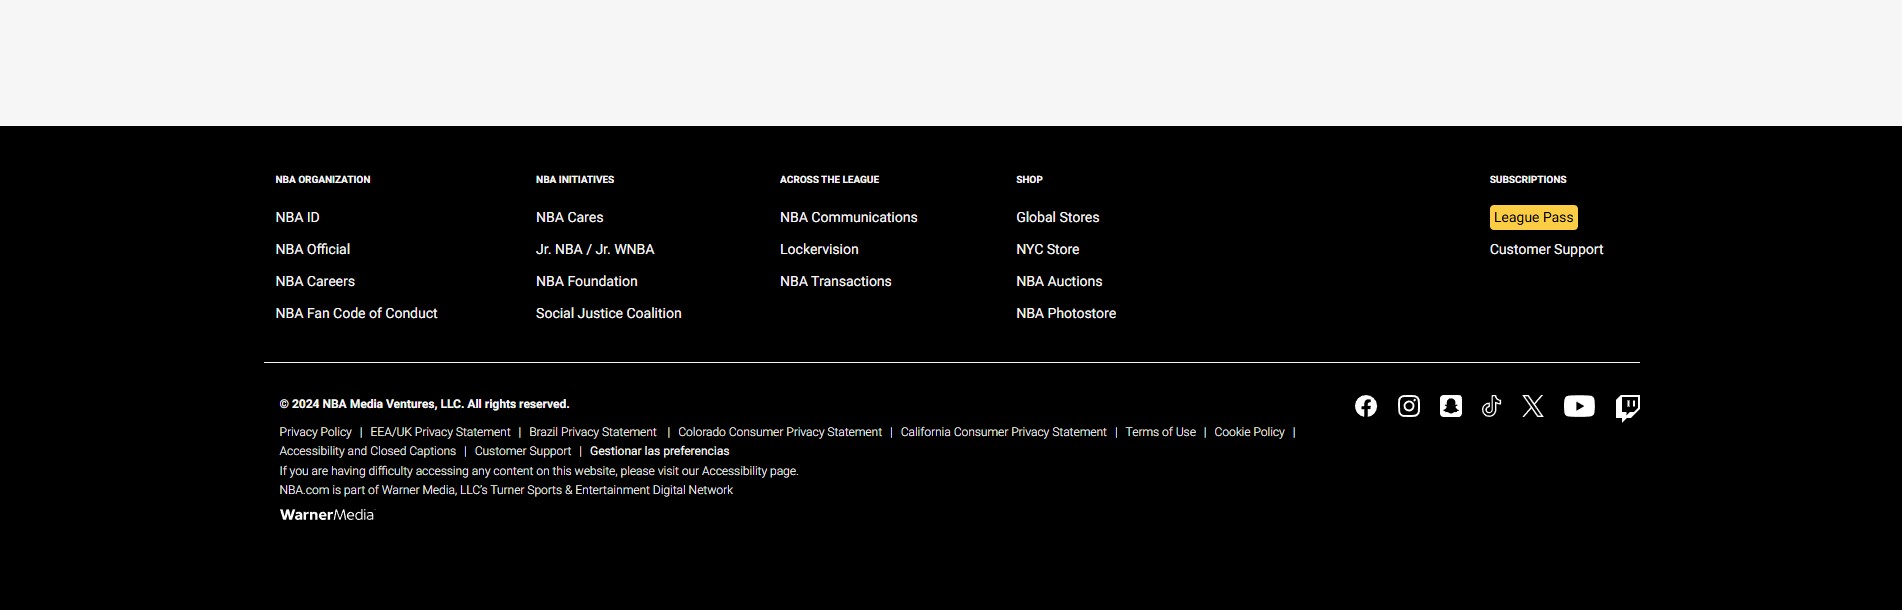 NBA ORGANIZATION
NBA ID
NBA Official
NBA Careers
NBA Fan Code of Conduct
NBA INITIATIVES
NBA Cares
Jr. NBA / Jr. WNBA
NBA Foundation
Social Justice Coalition
ACROSS THE LEAGUE
NBA Communications
Lockervision
NBA Transactions
SHOP
Global Stores
NYC Store
NBA Auctions
NBA Photostore
SUBSCRIPTIONS
League Pass
Customer Support
© 2024 NBA Media Ventures, LLC. All rights reserved.
Privacy Policy | EEA/UK Privacy Statement | Brazil Privacy Statement | Colorado Consumer Privacy Statement | California Consumer Privacy Statement | Terms of Use | Cookie Policy |
Accessibility and Closed Captions | Customer Support | Gestionar las preferencias
If you are having difficulty accessing any content on this website, please visit our Accessibility page.
NBA.com is part of Warner Media, LLC's Turner Sports & Entertainment Digital Network
WarnerMedia